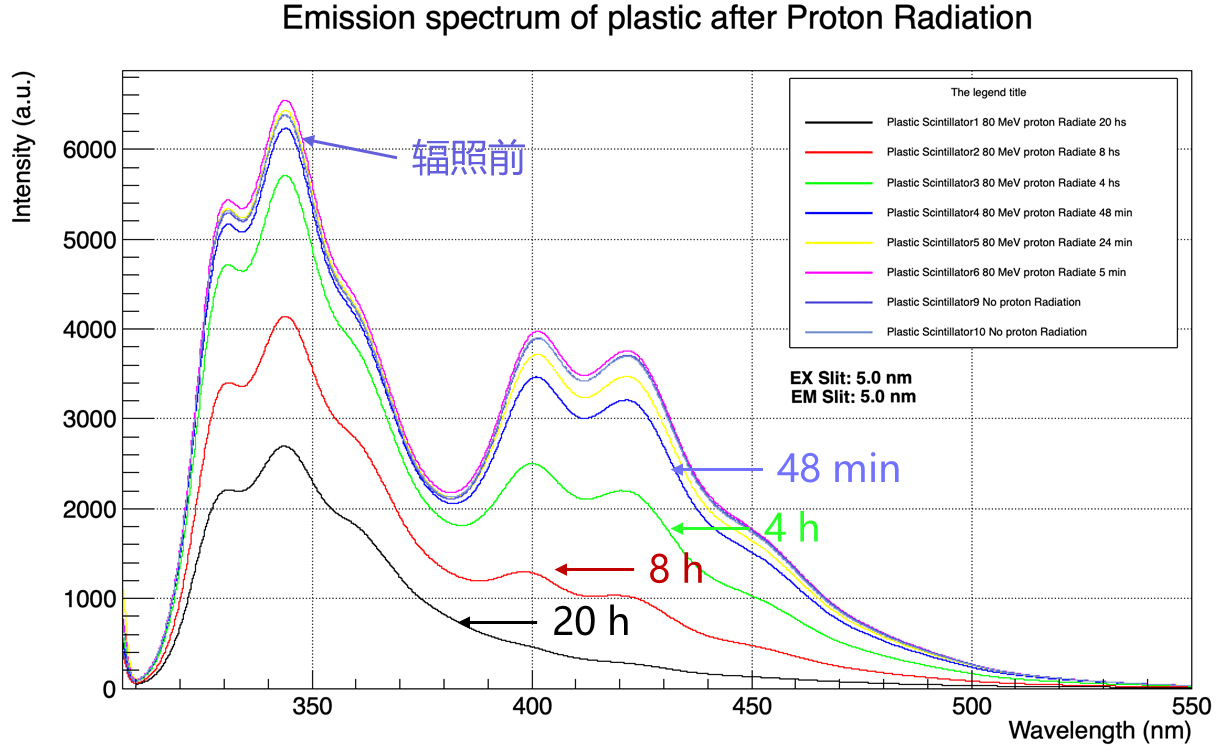 Emission spectrum of plastic after Proton Radiation
Intensity (a.u.)
6000
5000
4000
3000
2000
1000
0
350
400
450
500
550
Wavelength (nm)
The legend title
Plastic Scintillator1 80 MeV proton Radiate 20 hs
Plastic Scintillator2 80 MeV proton Radiate 8 hs
Plastic Scintillator3 80 MeV proton Radiate 4 hs
Plastic Scintillator4 80 MeV proton Radiate 48 min
Plastic Scintillator5 80 MeV proton Radiate 24 min
Plastic Scintillator6 80 MeV proton Radiate 5 min
Plastic Scintillator9 No proton Radiation
Plastic Scintillator10 No proton Radiation
EX Slit: 5.0 nm
EM Slit: 5.0 nm
辐照前
48 min
4 h
8 h
20 h